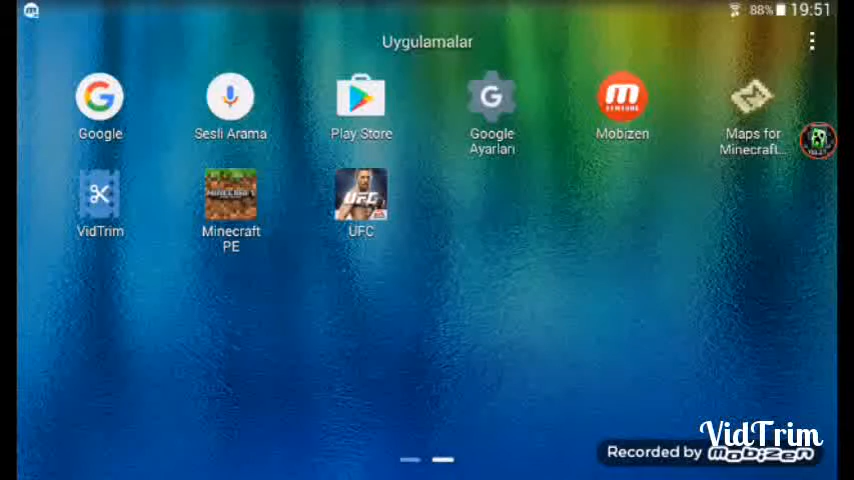 88% 19:51
Uygulamalar
Google
Sesli Arama
Play Store
Google
Ayarları
Mobizen
Maps for
Minecraft...
VidTrim
Minecraft
PE
UFC
VidTrim
Recorded by mobizen